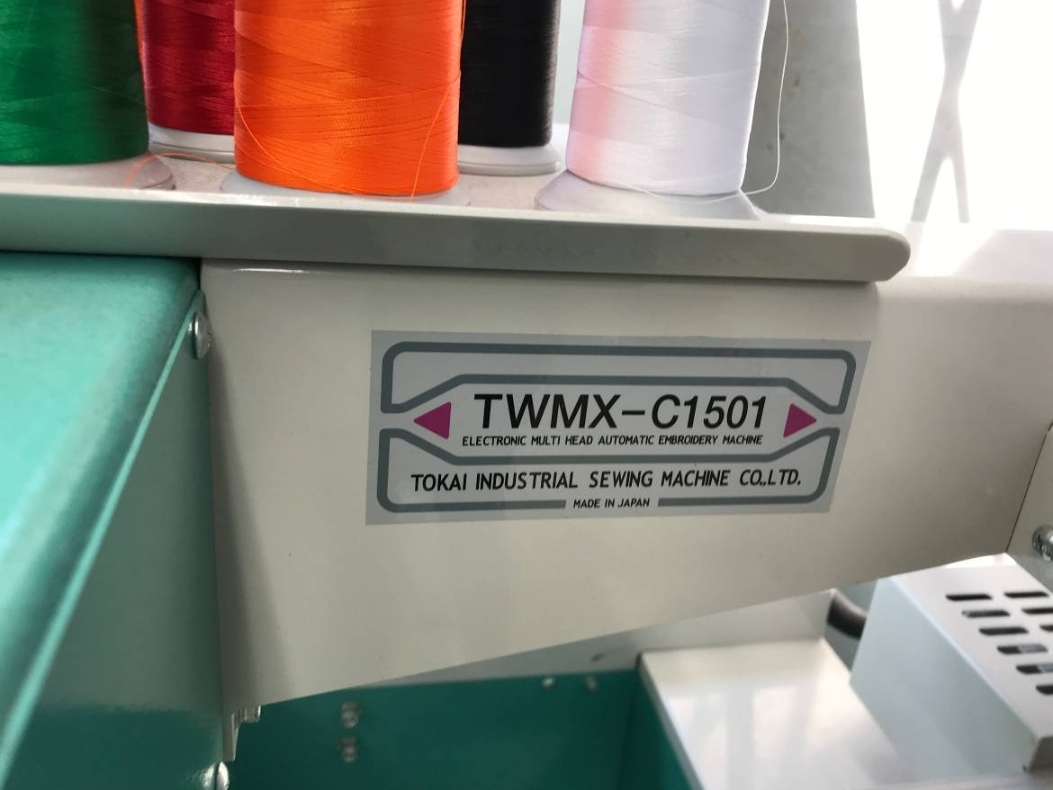 TWMX-C1501
ELECTRONIC MULTI HEAD AUTOMATIC EMBROIDERY MACHINE
TOKAI INDUSTRIAL SEWING MACHINE CO.,LTD.
MADE IN JAPAN